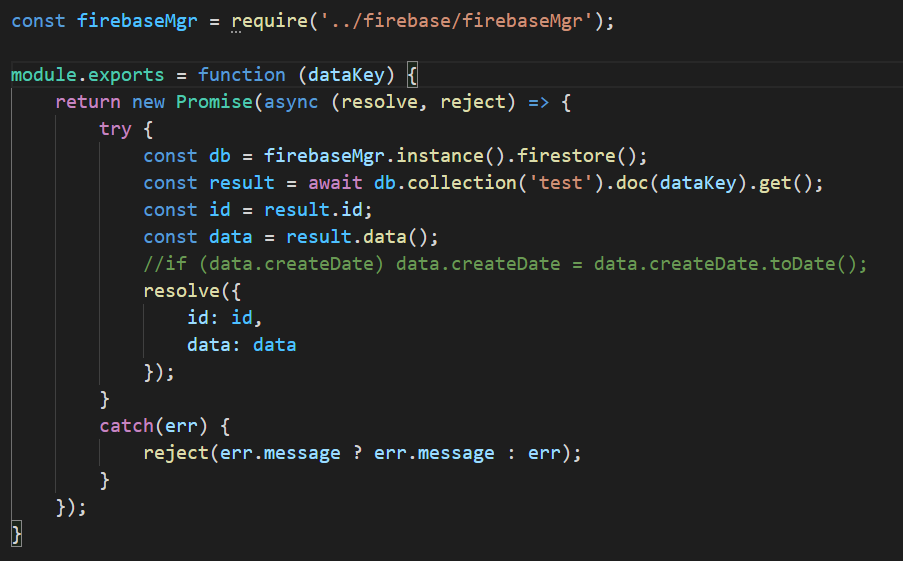 const firebaseMgr = require('../firebase/firebaseMgr');

module.exports = function (dataKey) {
    return new Promise(async (resolve, reject) => {
        try {
            const db = firebaseMgr.instance().firestore();
            const result = await db.collection('test').doc(dataKey).get();
            const id = result.id;
            const data = result.data();
            //if (data.createDate) data.createDate = data.createDate.toDate();
            resolve({
                id: id,
                data: data
            });
        }
        catch(err) {
            reject(err.message ? err.message : err);
        }
    });
}